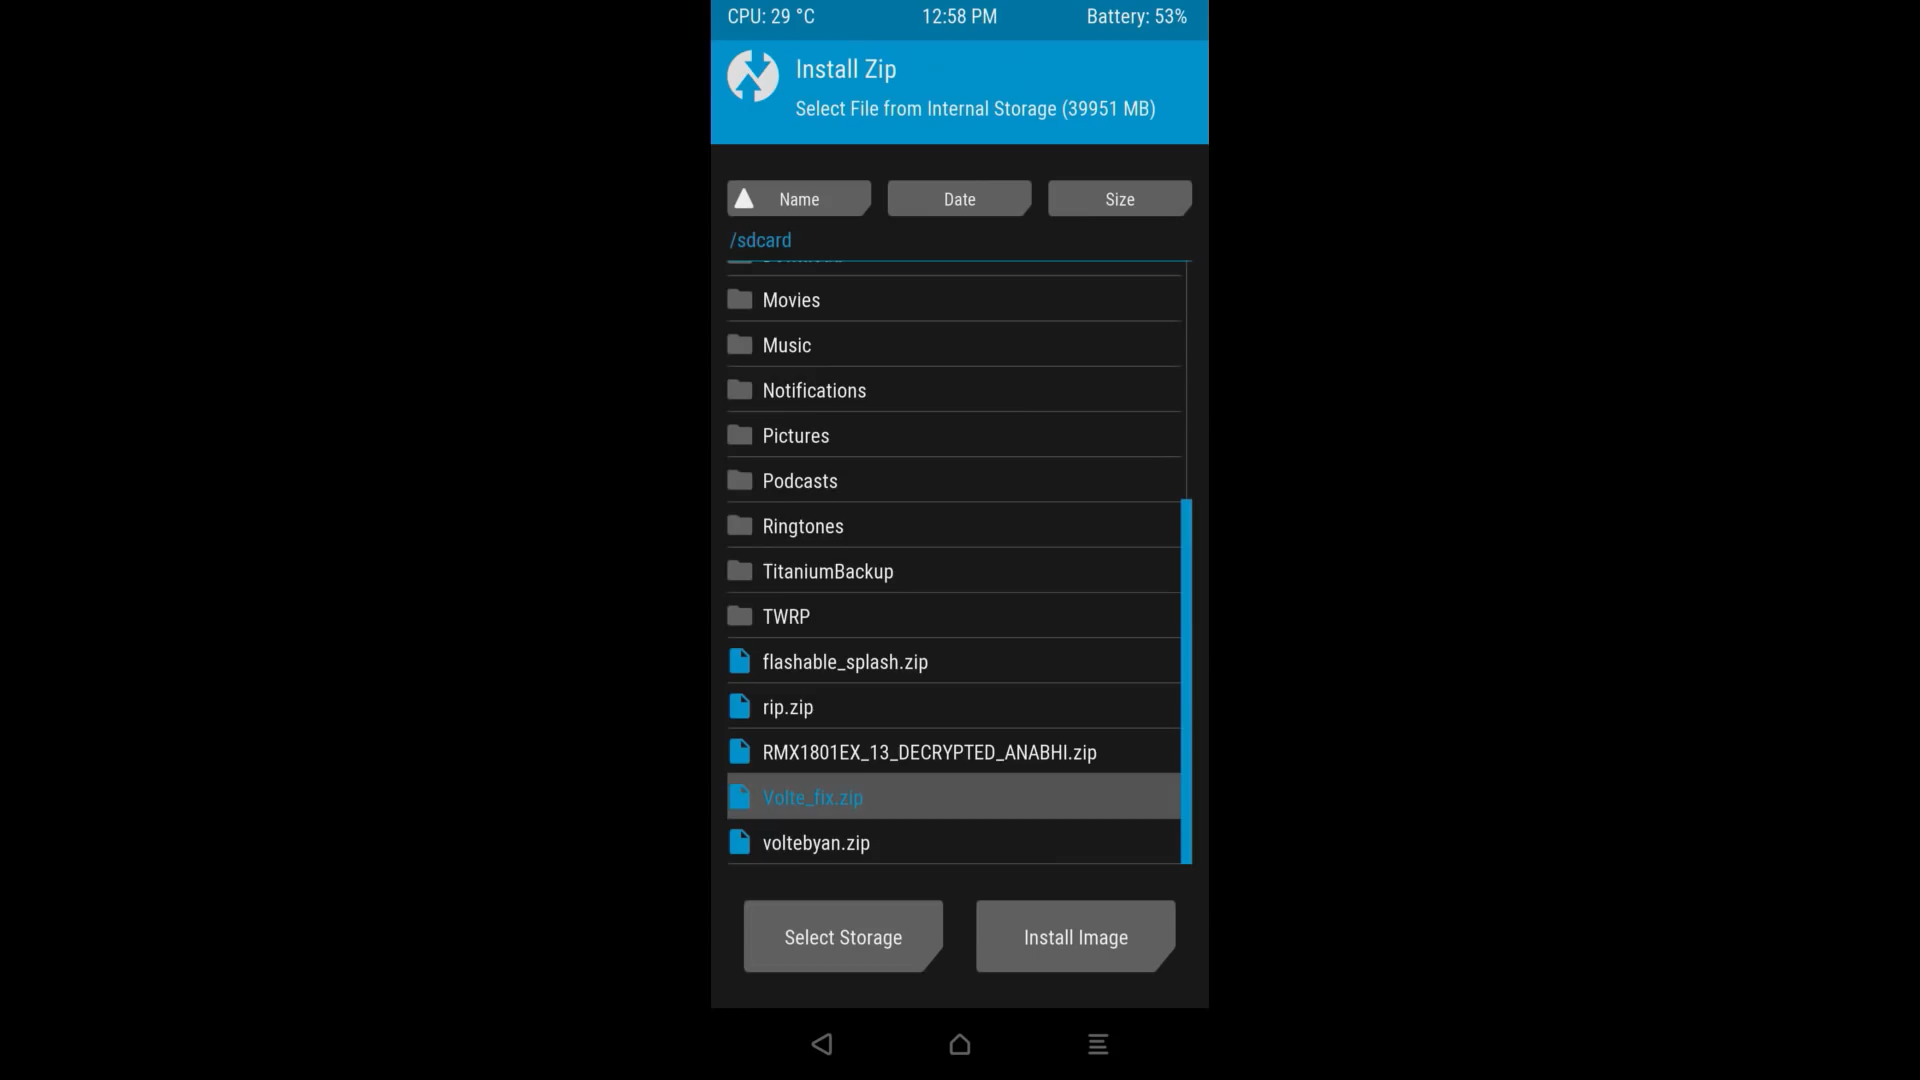 CPU: 29 °C 12:58 PM Battery: 53%
Install Zip
Select File from Internal Storage (39951 MB)
Name Date Size
/sdcard
Movies
Music
Notifications
Pictures
Podcasts
Ringtones
TitaniumBackup
TWRP
flashable_splash.zip
rip.zip
RMX1801EX_13_DECRYPTED_ANABHI.zip
Volte_fix.zip
voltebyan.zip
Select Storage Install Image